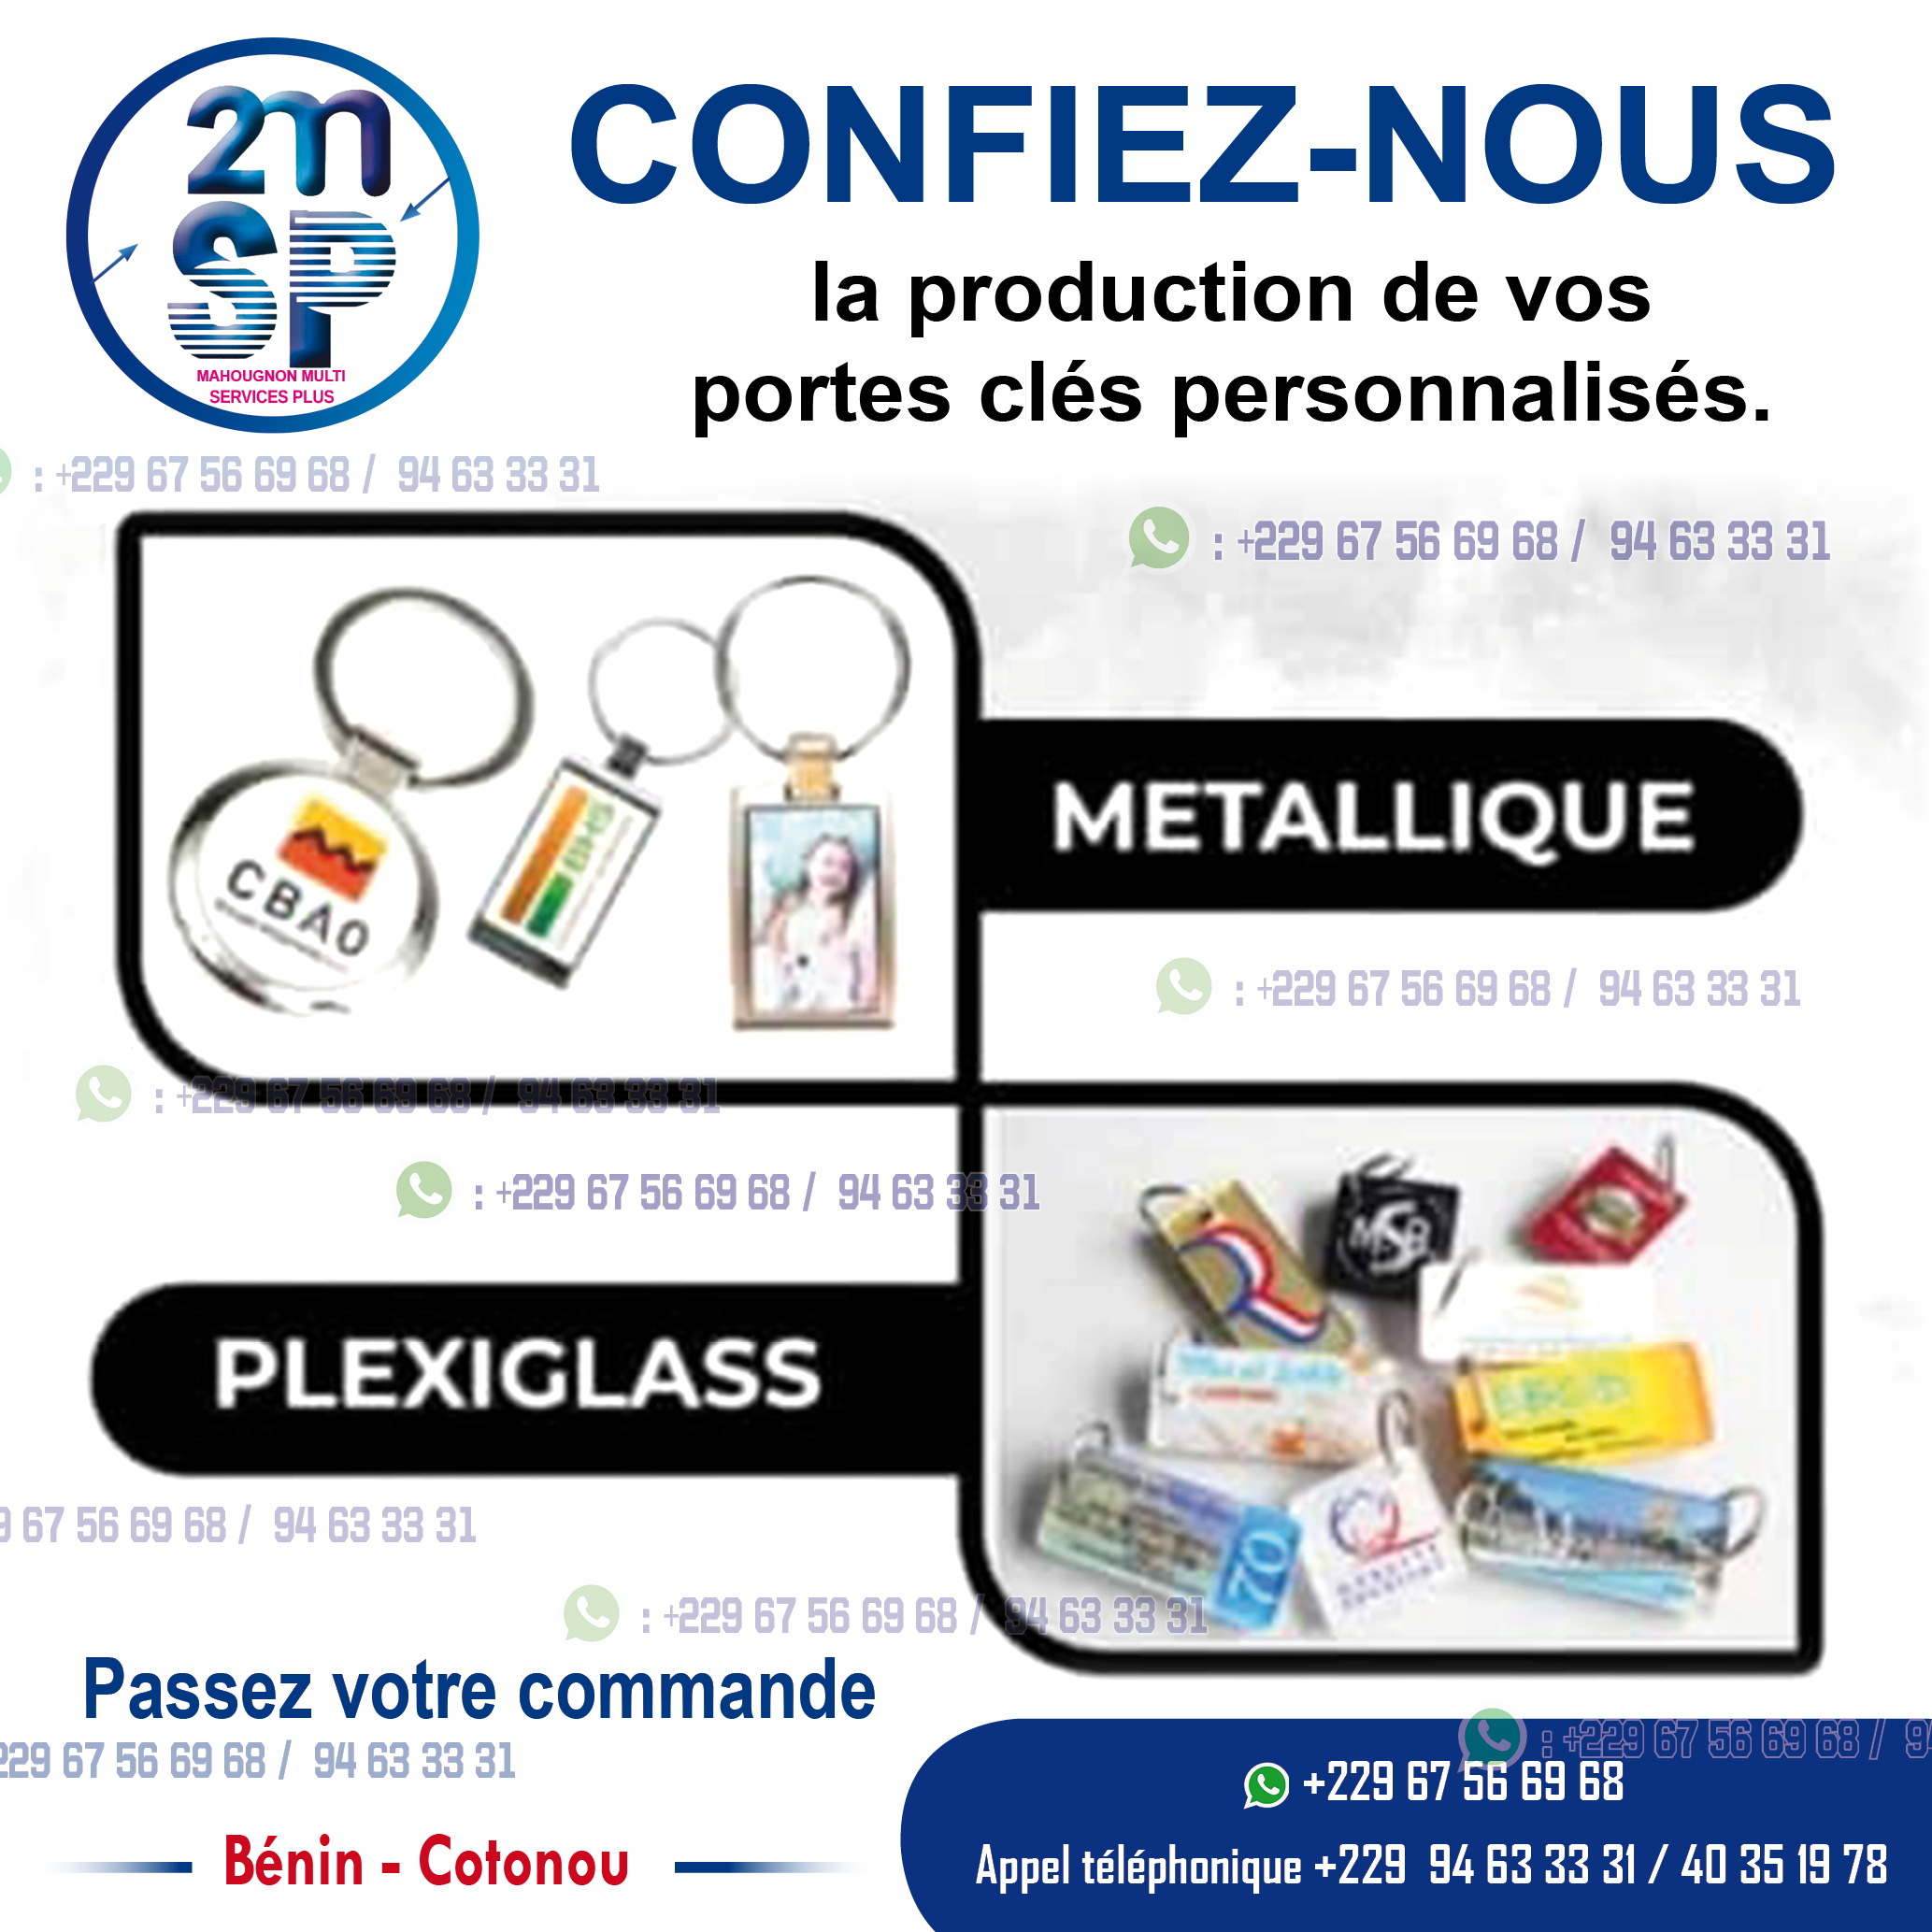 2m
SP
MAHOUGNON MULTI
SERVICES PLUS
CONFIEZ-NOUS
la production de vos
portes clés personnalisés.
: +229 67 56 69 68 / 94 63 33 31
: +229 67 56 69 68 / 94 63 33 31
CBAO
BHS
METALLIQUE
: +229 67 56 69 68 / 94 63 33 31
: +229 67 56 69 68 / 94 63 33 31
: +229 67 56 69 68 / 94 63 33 31
MSB
PLEXIGLASS
70
9 67 56 69 68 / 94 63 33 31
: +229 67 56 69 68 / 94 63 33 31
Passez votre commande
229 67 56 69 68 / 94 63 33 31
: +229 67 56 69 68 / 9
+229 67 56 69 68
Bénin - Cotonou
Appel téléphonique +229 94 63 33 31 / 40 35 19 78